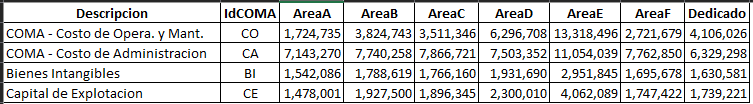 Descripcion IdCOMA AreaA AreaB AreaC AreaD AreaE AreaF Dedicado
COMA - Costo de Opera. y Mant. CO 1,724,735 3,824,743 3,511,346 6,296,708 13,318,496 2,721,679 4,106,026
COMA - Costo de Administracion CA 7,143,270 7,740,258 7,866,721 7,503,352 11,054,039 7,762,850 6,329,298
Bienes Intangibles BI 1,542,086 1,788,619 1,766,160 1,931,690 2,951,845 1,695,678 1,630,581
Capital de Explotacion CE 1,478,001 1,927,500 1,896,345 2,300,010 4,062,089 1,747,422 1,739,221